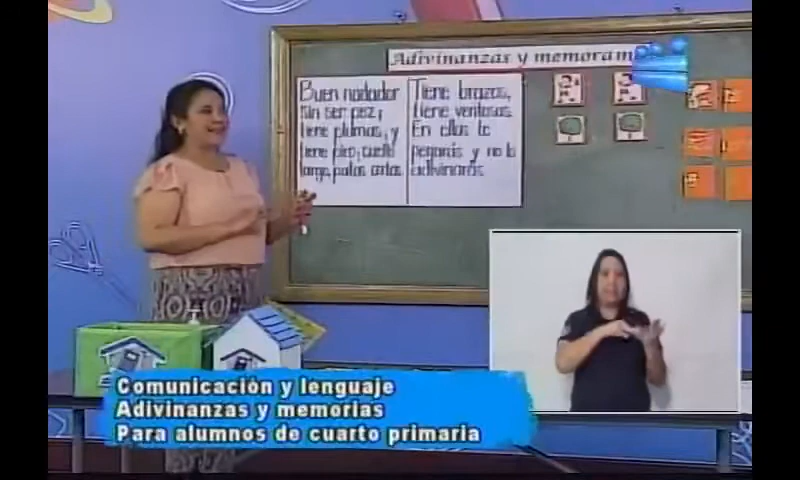 Adivinanzas y memoram
Buen nadador
sin ser pez,
tiene plumas, y
tiene pico, cuello
largo, patas cortas
Tiene brazos,
tiene ventosas.
En ellas te
pegarás y no lo
adivinarás
Comunicación y lenguaje
Adivinanzas y memorias
Para alumnos de cuarto primaria